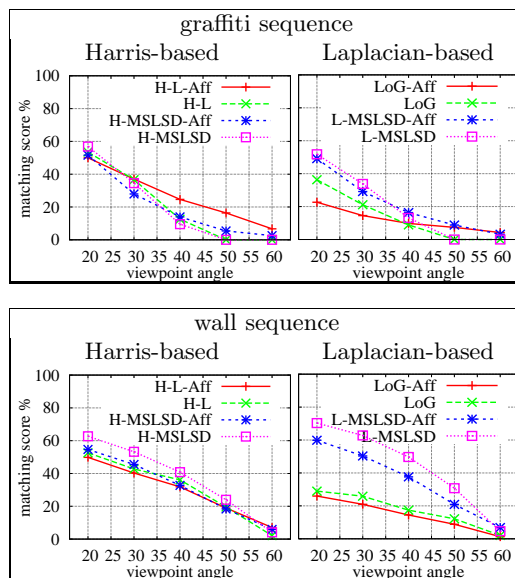 graffiti sequence
Harris-based Laplacian-based
matching score %
100
80
60
40
20
0
H-L-Aff
H-L
H-MSLSD-Aff
H-MSLSD
20 25 30 35 40 45 50 55 60
viewpoint angle
LoG-Aff
LoG
L-MSLSD-Aff
L-MSLSD
20 25 30 35 40 45 50 55 60
viewpoint angle
wall sequence
Harris-based Laplacian-based
matching score %
100
80
60
40
20
0
H-L-Aff
H-L
H-MSLSD-Aff
H-MSLSD
20 25 30 35 40 45 50 55 60
viewpoint angle
LoG-Aff
LoG
L-MSLSD-Aff
L-MSLSD
20 25 30 35 40 45 50 55 60
viewpoint angle